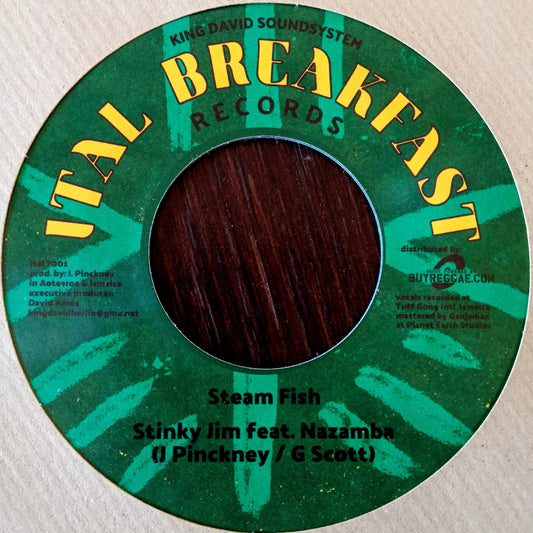 KING DAVID SOUNDSYSTEM
ITAL BREAKFAST
RECORDS
ital 7001
prod. by: J. Pinckney
in Aotearoa & Jamaica
executive producer:
David Ames
kingdavidberlin@gmx.net
distributed by:
BUYREGGAE.COM
vocals recorded at
Tuff Gong Intl Jamaica
mastered by Ganjaman
at Planet Earth Studios
Steam Fish
Stinky Jim feat. Nazamba
(J Pinckney / G Scott)